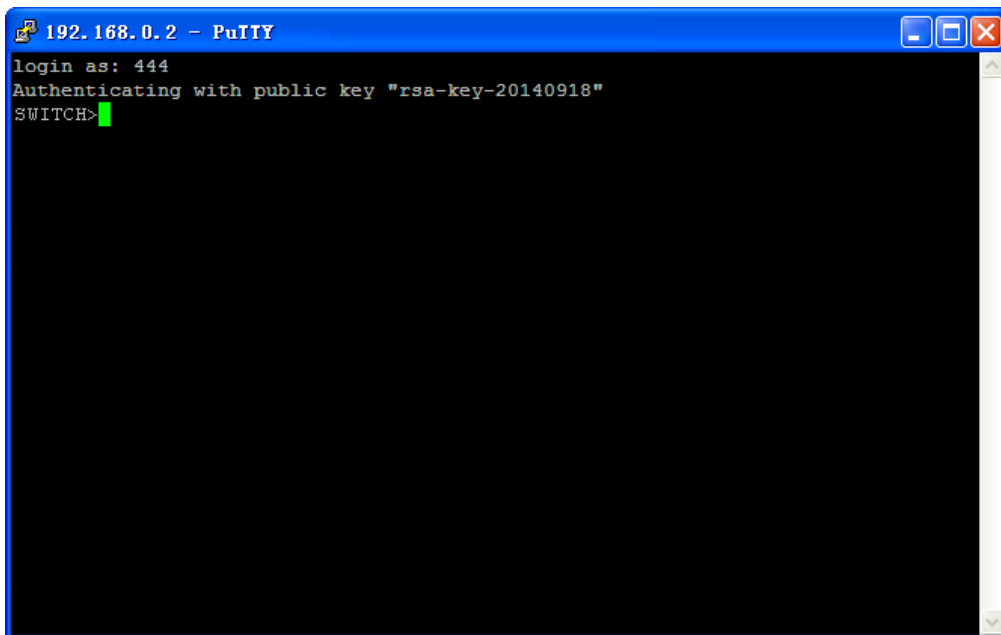 192.168.0.2 - PuTTY
login as: 444
Authenticating with public key "rsa-key-20140918"
SWITCH>